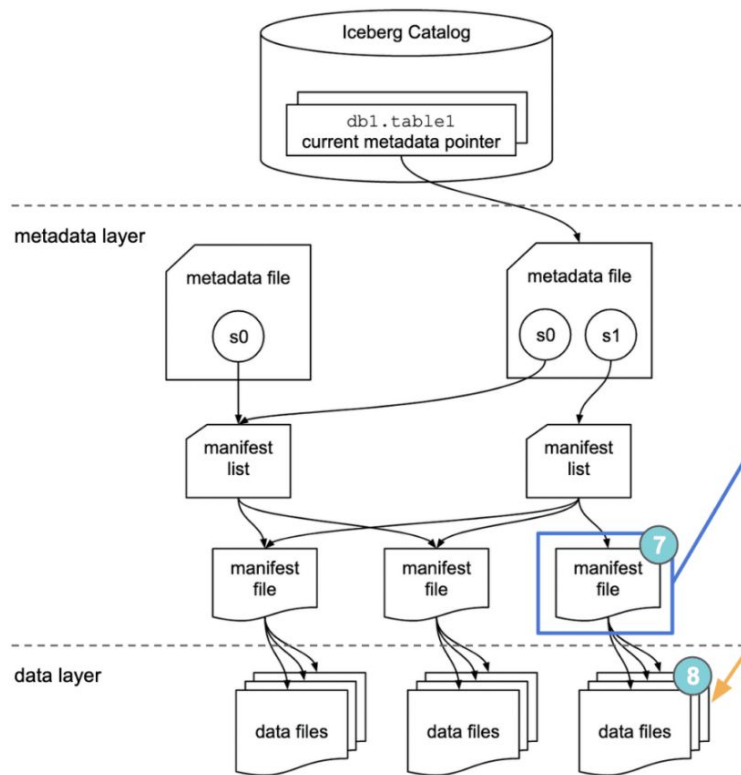 Iceberg Catalog
db1.table1
current metadata pointer
metadata layer
metadata file
s0
metadata file
s0
s1
manifest
list
manifest
list
manifest
file
manifest
file
7
manifest
file
data layer
data files
data files
8
data files